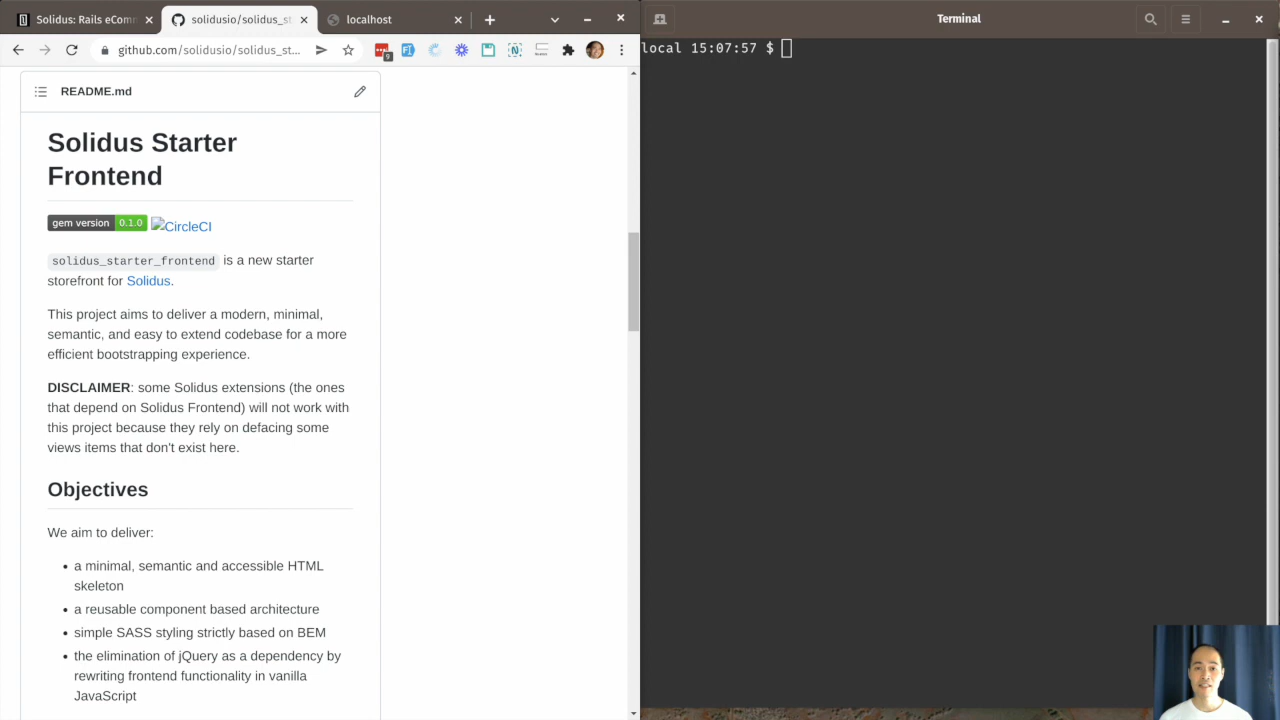 Solidus: Rails eComm
solidusio/solidus_st
localhost
github.com/solidusio/solidus_st...
9
Terminal
local 15:07:57 $
README.md
Solidus Starter
Frontend
gem version 0.1.0 CircleCI
solidus_starter_frontend is a new starter
storefront for Solidus.
This project aims to deliver a modern, minimal,
semantic, and easy to extend codebase for a more
efficient bootstrapping experience.
DISCLAIMER: some Solidus extensions (the ones
that depend on Solidus Frontend) will not work with
this project because they rely on defacing some
views items that don't exist here.
Objectives
We aim to deliver:
• a minimal, semantic and accessible HTML
skeleton
• a reusable component based architecture
• simple SASS styling strictly based on BEM
• the elimination of jQuery as a dependency by
rewriting frontend functionality in vanilla
JavaScript